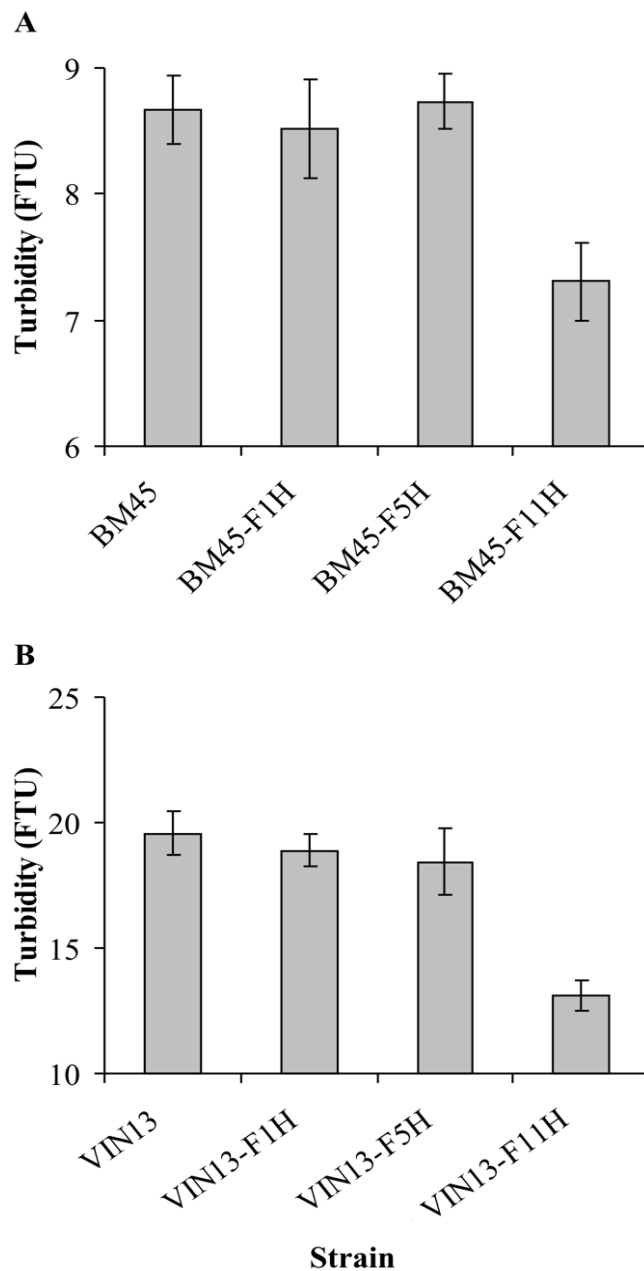 A
Turbidity (FTU)
9
8
7
6
BM45
BM45-F1H
BM45-F5H
BM45-F11H
B
Turbidity (FTU)
25
20
15
10
VIN13
VIN13-F1H
VIN13-F5H
VIN13-F11H
Strain